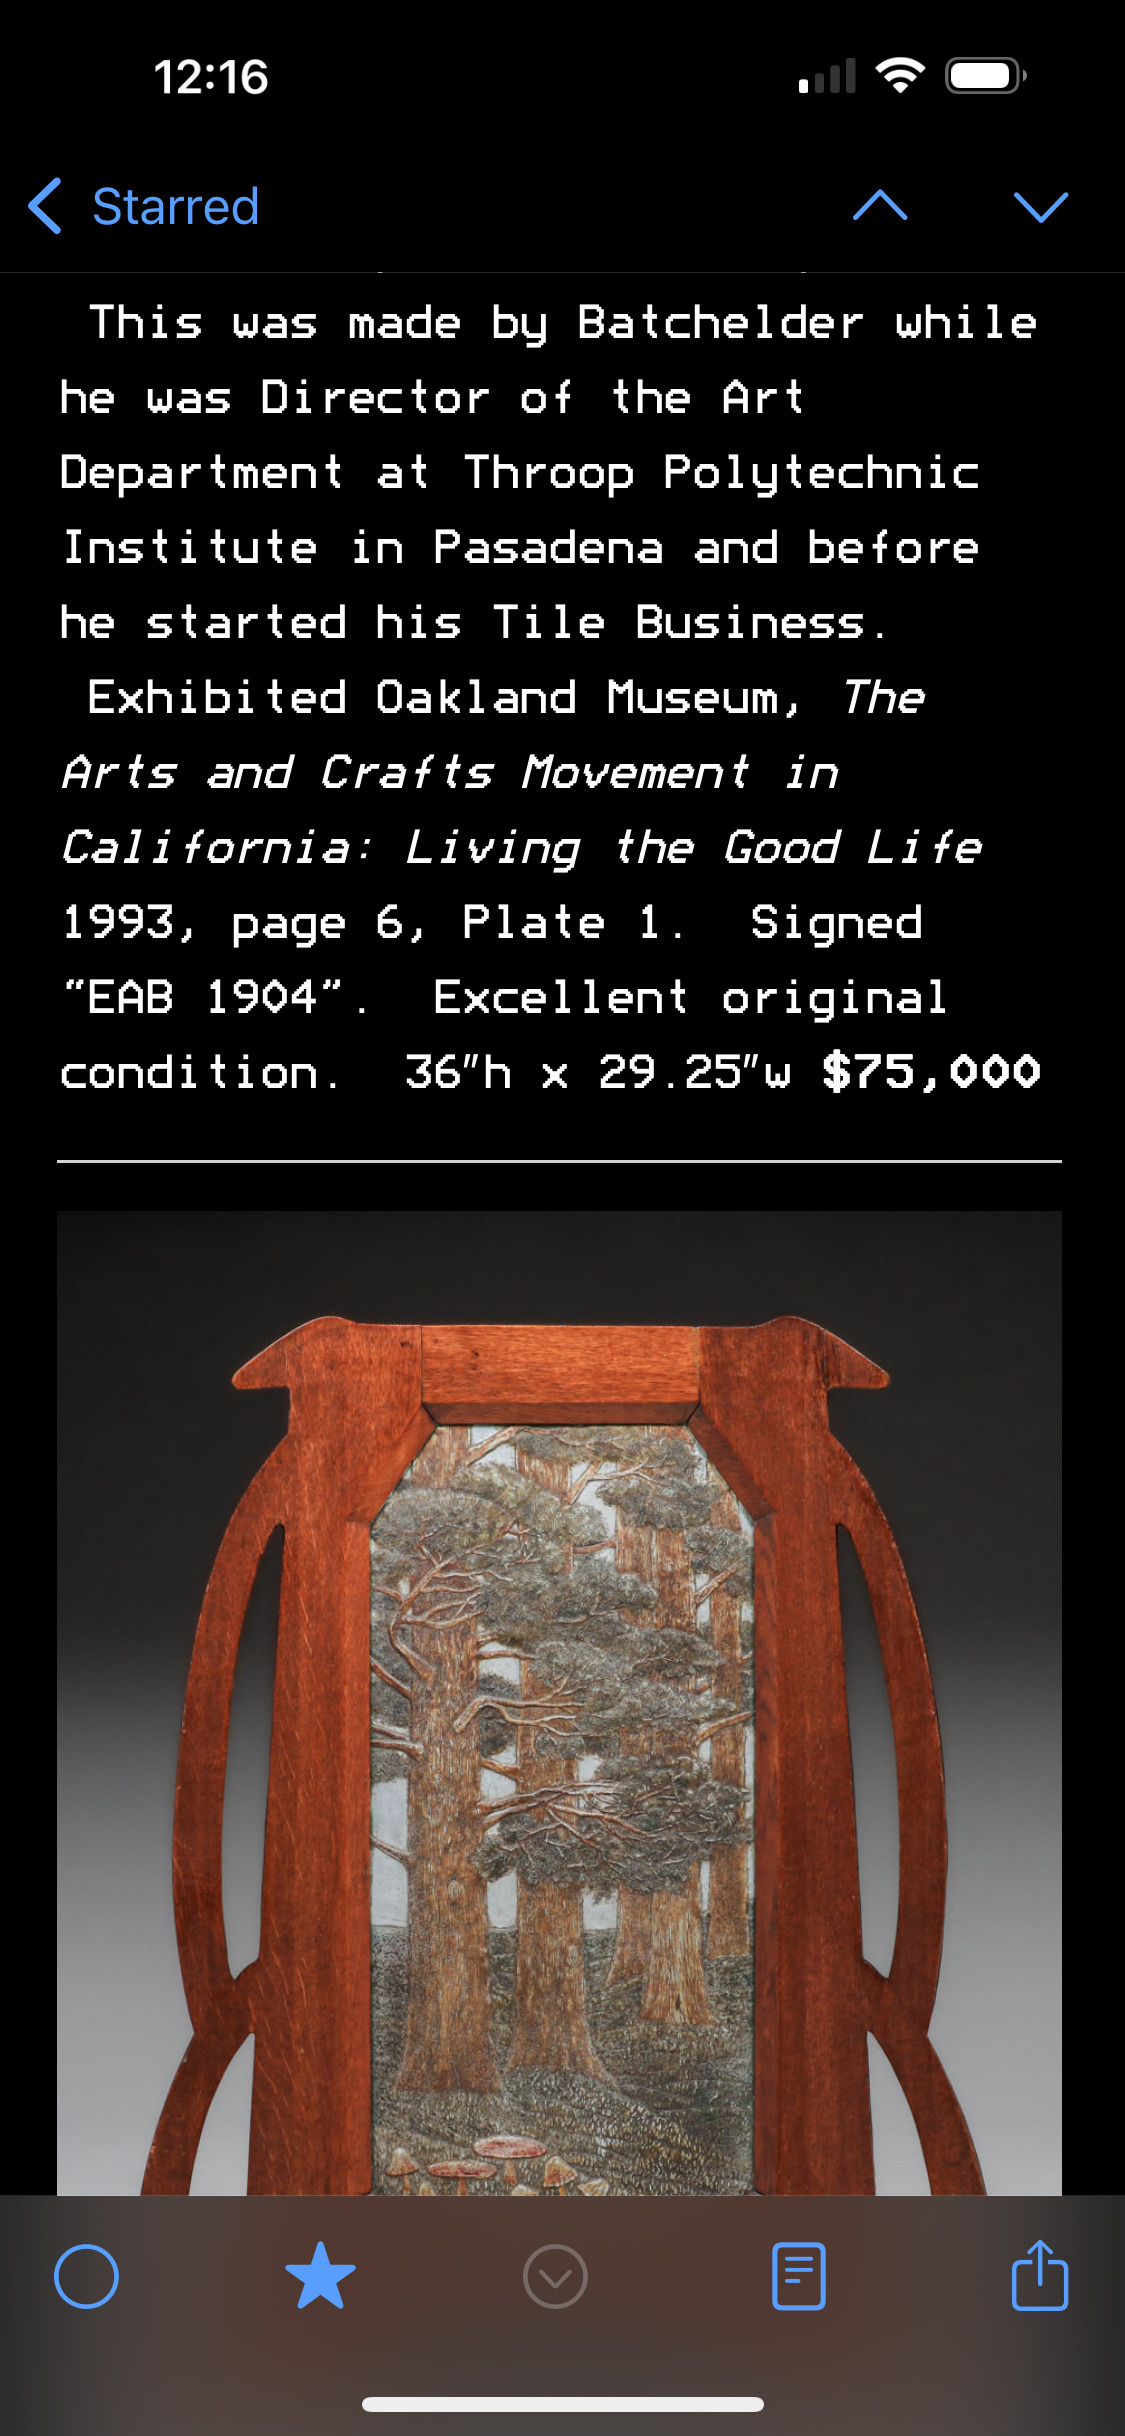 12:16
Starred
This was made by Batchelder while
he was Director of the Art
Department at Throop Polytechnic
Institute in Pasadena and before
he started his Tile Business.
Exhibited Oakland Museum, The
Arts and Crafts Movement in
California: Living the Good Life
1993, page 6, Plate 1.  Signed
“EAB 1904”.  Excellent original
condition.  36”h x 29.25”w $75,000